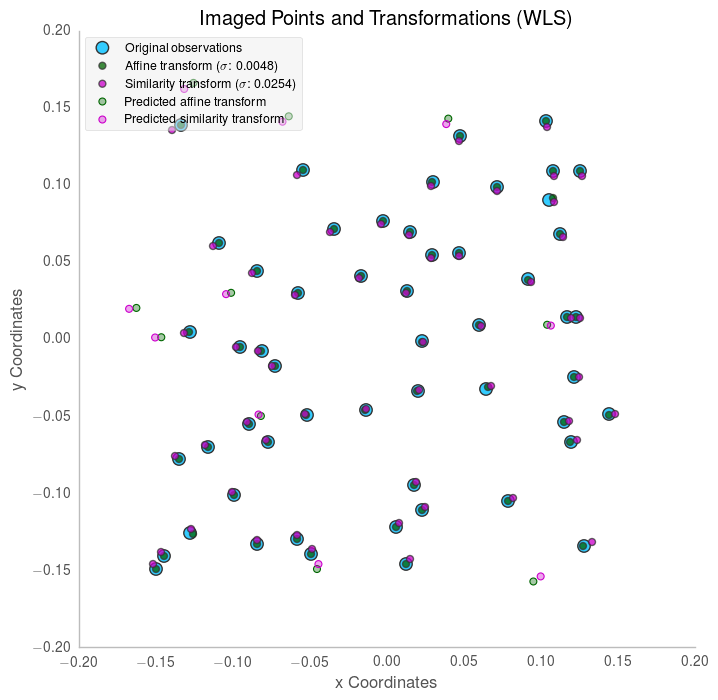 Imaged Points and Transformations (WLS)
0.20
Original observations
Affine transform (σ: 0.0048)
Similarity transform (σ: 0.0254)
Predicted affine transform
Predicted similarity transform
0.15
0.10
0.05
0.00
−0.05
−0.10
−0.15
−0.20
y Coordinates
−0.20 −0.15 −0.10 −0.05 0.00 0.05 0.10 0.15 0.20
x Coordinates